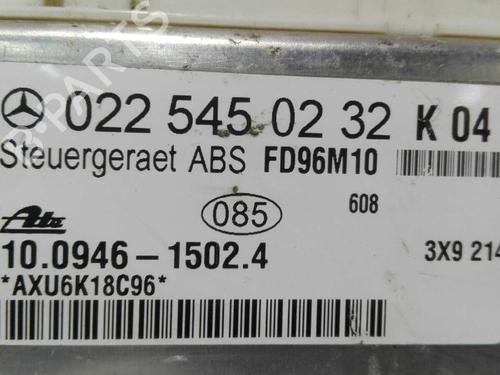 022 545 02 32 K 04
Steuergeraet ABS FD96M10
085
608
Ate
10.0946-1502.4
3X9 214
*AXU6K18C96*